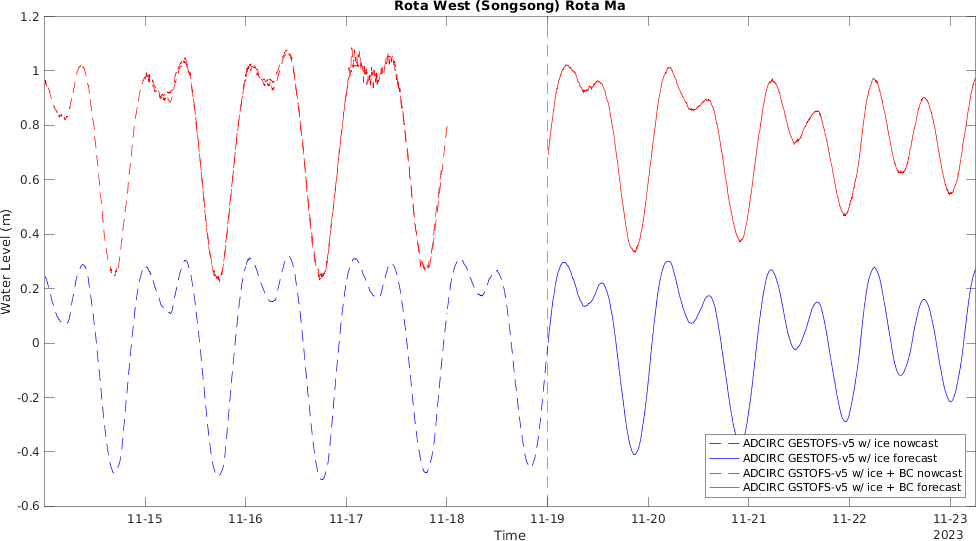 Rota West (Songsong) Rota Ma
1.2
1
0.8
0.6
0.4
0.2
0
-0.2
-0.4
-0.6
Water Level (m)
ADCIRC GESTOFS-v5 w/ ice nowcast
ADCIRC GESTOFS-v5 w/ ice forecast
ADCIRC GSTOFS-v5 w/ ice + BC nowcast
ADCIRC GSTOFS-v5 w/ ice + BC forecast
11-15 11-16 11-17 11-18 11-19 11-20 11-21 11-22 11-23
Time 2023